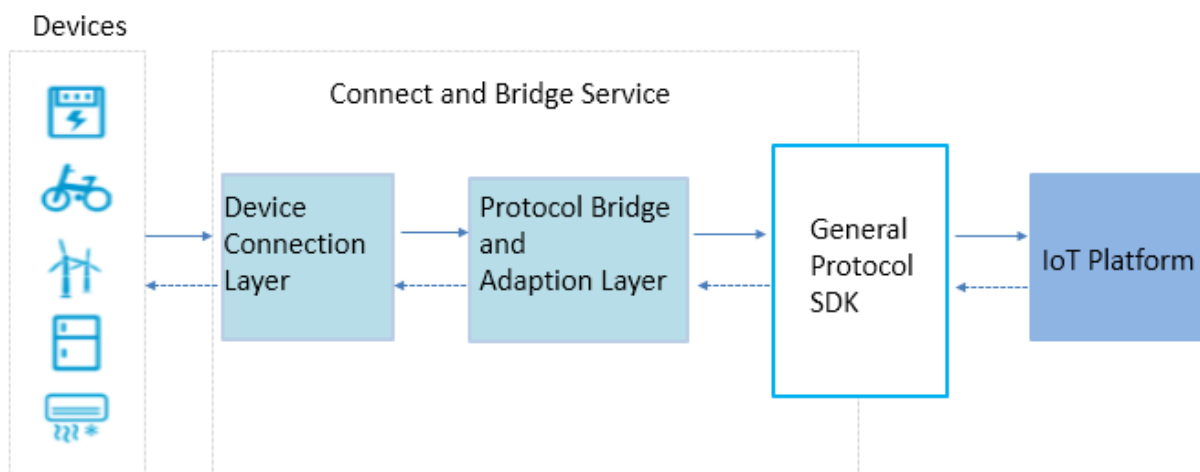 Devices
Connect and Bridge Service
Device
Connection
Layer
Protocol Bridge
and
Adaption Layer
General
Protocol
SDK
IoT Platform